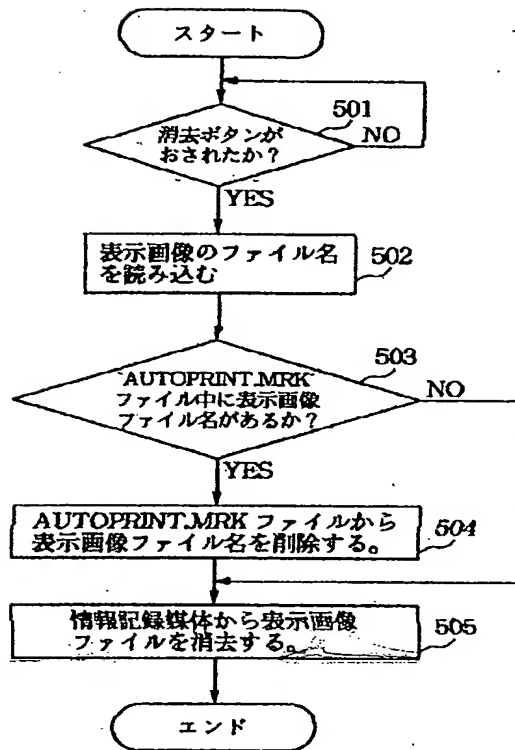 スタート
501
消去ボタンが
おされたか？
NO
YES
表示画像のファイル名
を読み込む
502
503
AUTOPRINT.MRK
ファイル中に表示画像
ファイル名があるか？
NO
YES
AUTOPRINT.MRK ファイルから
表示画像ファイル名を削除する。
504
情報記録媒体から表示画像
ファイルを消去する。
505
エンド